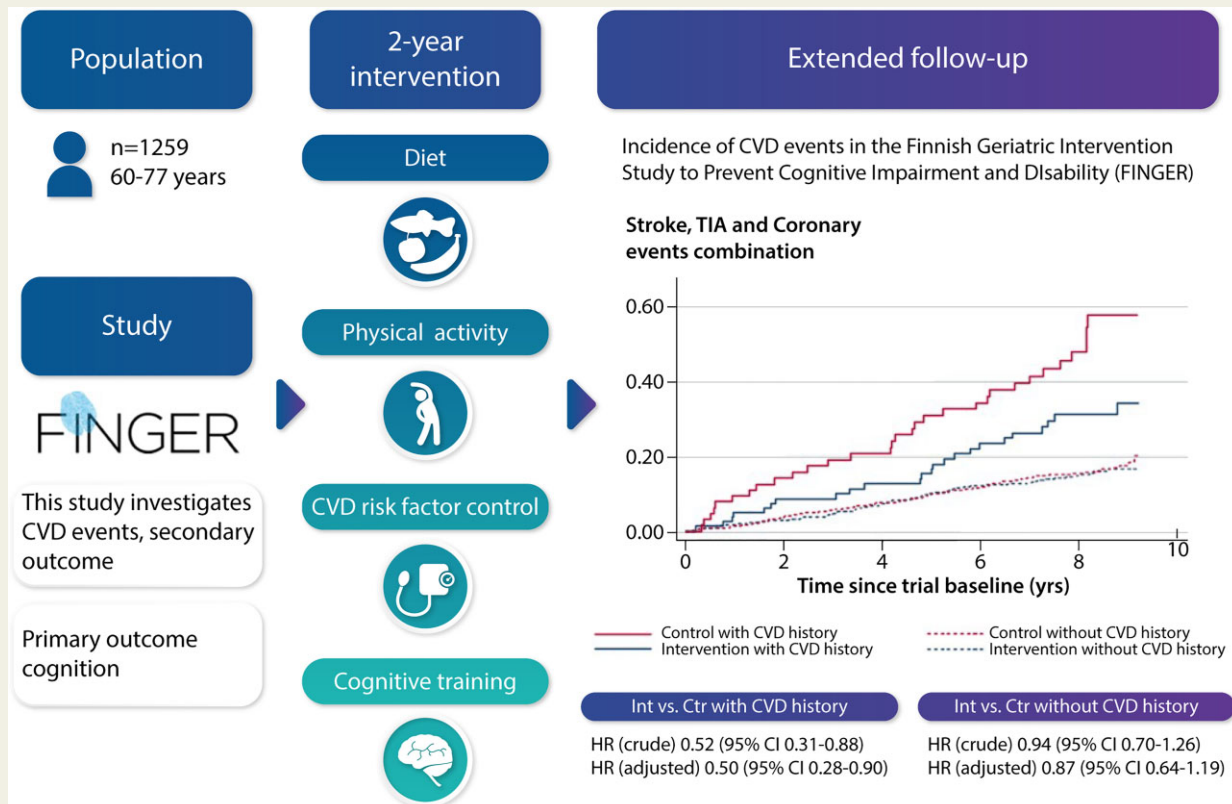 Population
n=1259
60-77 years
Study
FINGER
This study investigates
CVD events, secondary
outcome
Primary outcome
cognition
2-year
intervention
Diet
Physical activity
CVD risk factor control
Cognitive training
Extended follow-up
Incidence of CVD events in the Finnish Geriatric Intervention
Study to Prevent Cognitive Impairment and DIsability (FINGER)
Stroke, TIA and Coronary
events combination
0.60
0.40
0.20
0.00
0 2 4 6 8 10
Time since trial baseline (yrs)
Control with CVD history
Intervention with CVD history
Control without CVD history
Intervention without CVD history
Int vs. Ctr with CVD history
HR (crude) 0.52 (95% CI 0.31-0.88)
HR (adjusted) 0.50 (95% CI 0.28-0.90)
Int vs. Ctr without CVD history
HR (crude) 0.94 (95% CI 0.70-1.26)
HR (adjusted) 0.87 (95% CI 0.64-1.19)